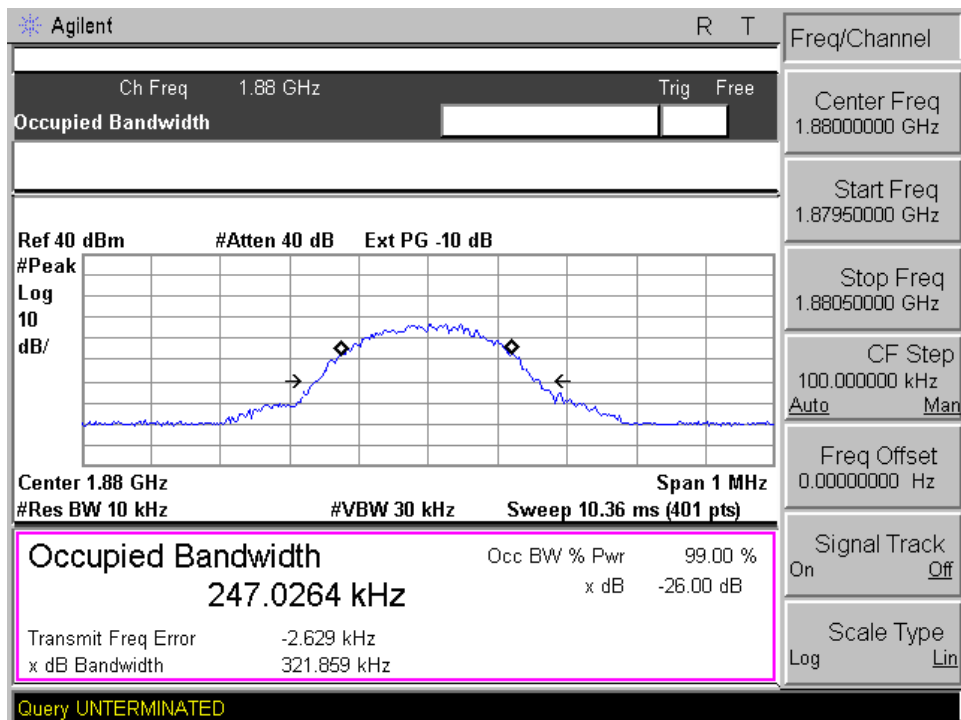 Agilent R T
Freq/Channel
Ch Freq 1.88 GHz Trig Free
Occupied Bandwidth
Center Freq
1.88000000 GHz
Start Freq
1.87950000 GHz
Stop Freq
1.88050000 GHz
CF Step
100.000000 kHz
Auto Man
Freq Offset
0.00000000 Hz
Signal Track
On Off
Scale Type
Log Lin
Ref 40 dBm #Atten 40 dB Ext PG -10 dB
#Peak
Log
10
dB/
Center 1.88 GHz Span 1 MHz
#Res BW 10 kHz #VBW 30 kHz Sweep 10.36 ms (401 pts)
Occupied Bandwidth Occ BW % Pwr 99.00 %
247.0264 kHz x dB -26.00 dB
Transmit Freq Error -2.629 kHz
x dB Bandwidth 321.859 kHz
Query UNTERMINATED